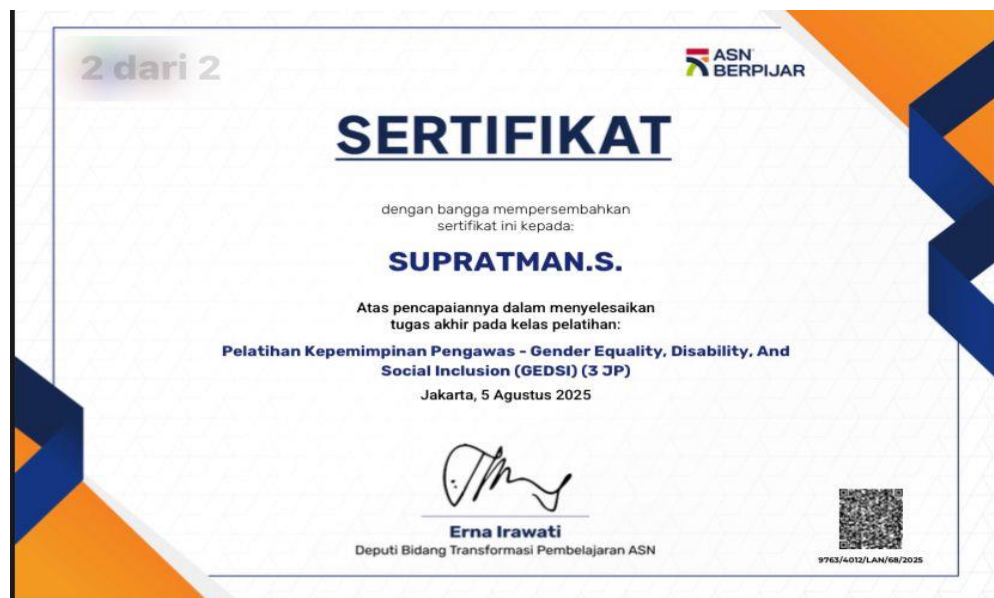 2 dari 2
ASN
BERPIJAR
SERTIFIKAT
dengan bangga mempersembahkan
sertifikat ini kepada:
SUPRATMAN.S.
Atas pencapaiannya dalam menyelesaikan
tugas akhir pada kelas pelatihan:
Pelatihan Kepemimpinan Pengawas - Gender Equality, Disability, And
Social Inclusion (GEDSI) (3 JP)
Jakarta, 5 Agustus 2025
Erna Irawati
Deputi Bidang Transformasi Pembelajaran ASN
9763/4012/LAN/68/2025